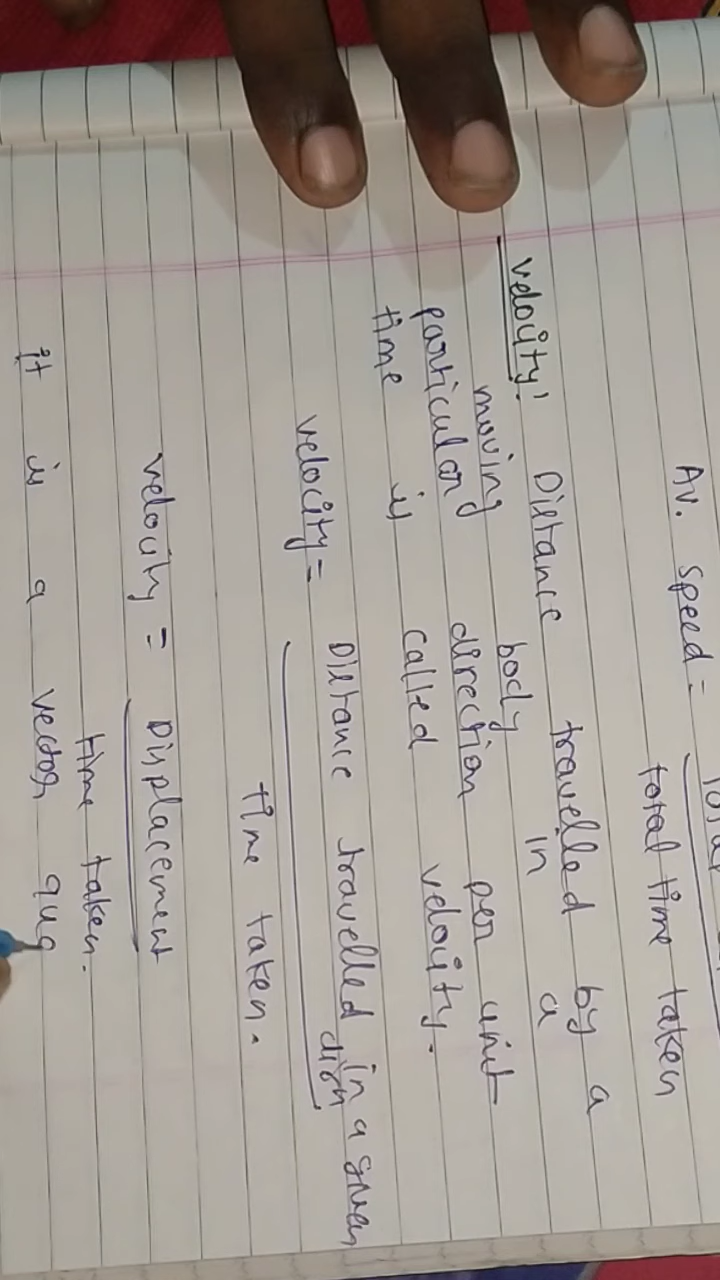 Av. speed =
total time taken
velocity: Distance travelled by a
moving body in a
particular direction per unit
time is called velocity.
velocity = Distance travelled in a given
dirn
time taken.
velocity = Displacement
time taken.
it is a vector qua